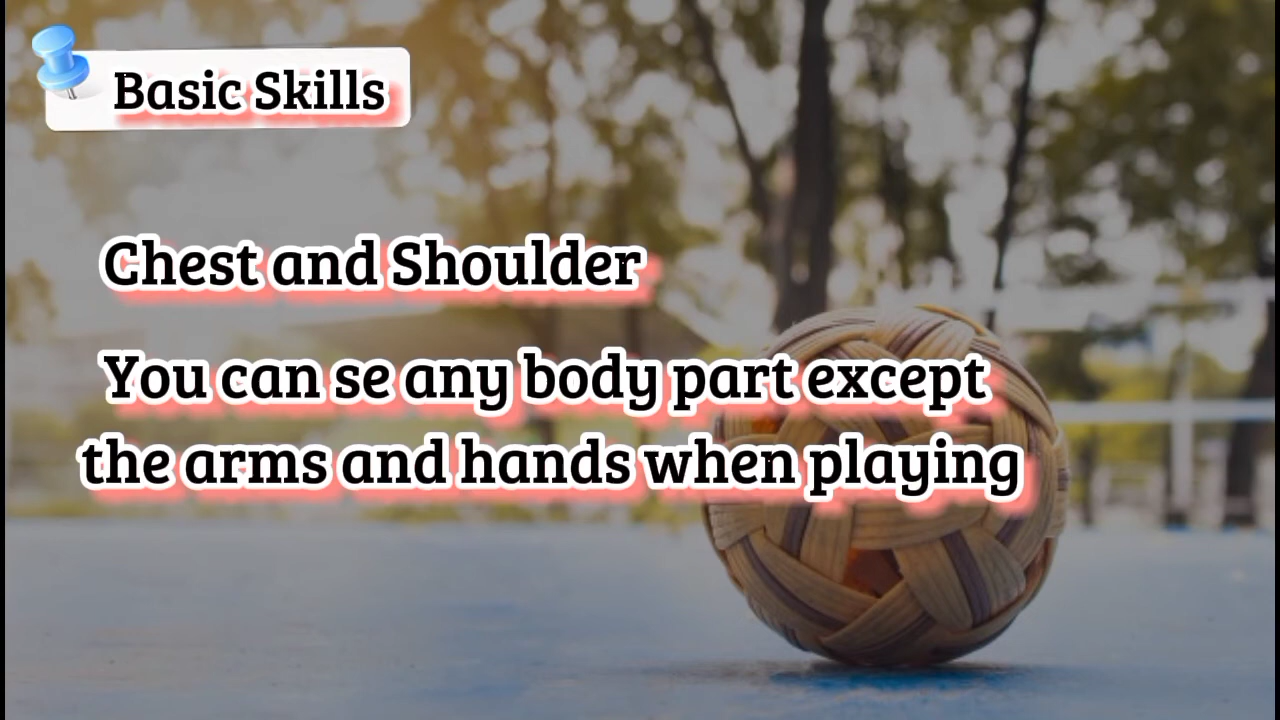 Basic Skills
Chest and Shoulder
You can se any body part except
the arms and hands when playing